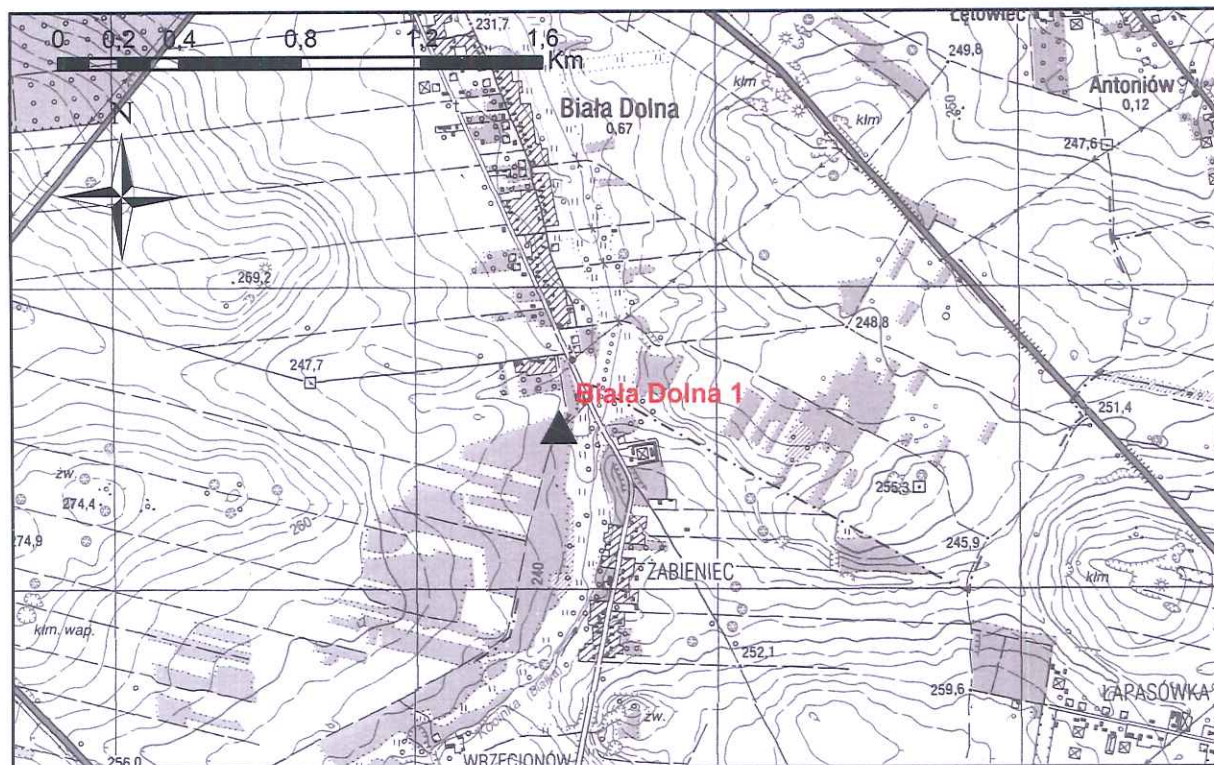 231,7
Łętowiec
0 0,2 0,4 0,8 1,2 1,6
Km
249,8
klm
Antoniów
0,12
Biała Dolna
0,67
250
klm
247,6
N
269,2
248,8
247,7
Biała Dolna 1
251,4
żw.
274,4
256,3
260
274,9
245,9
240
ŻABIENIEC
klm
klm. wap.
252,1
259,6
ŁAPASÓWKA
Kocinka
żw.
256,0
WRZECIONÓW